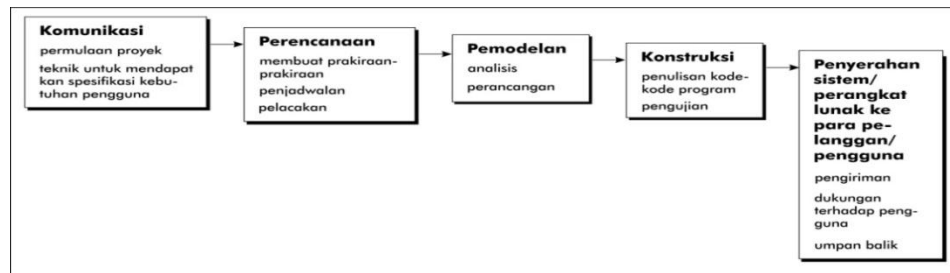 Komunikasi
permulaan proyek
teknik untuk mendapat
kan spesifikasi kebu-
tuhan pengguna
Perencanaan
membuat prakiraan-
prakiraan
penjadwalan
pelacakan
Pemodelan
analisis
perancangan
Konstruksi
penulisan kode-
kode program
pengujian
Penyerahan
sistem/
perangkat
lunak ke
para pe-
langgan/
pengguna
pengiriman
dukungan
terhadap peng-
guna
umpan balik